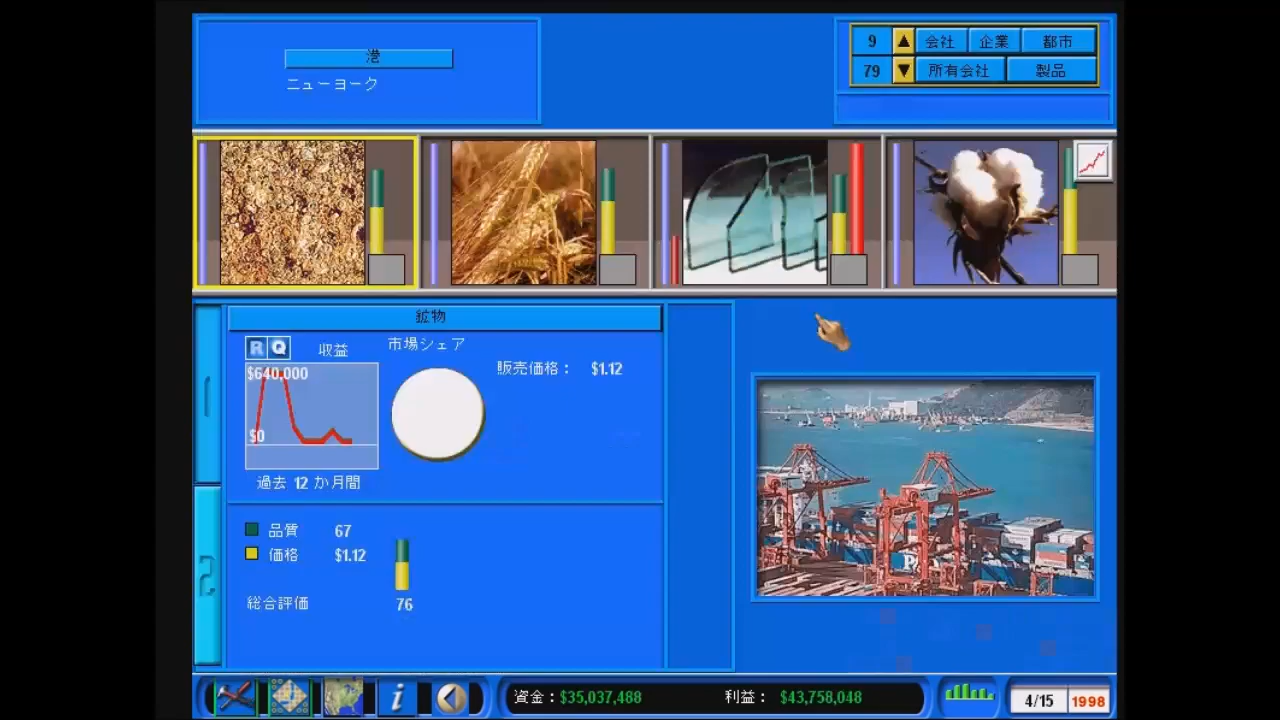 港
ニューヨーク
9 ▲ 会社 企業 都市
79 ▼ 所有会社 製品
鉱物
R Q 収益
市場シェア
販売価格： $1.12
$640,000
$0
過去 12 か月間
品質 67
価格 $1.12
総合評価 76
1
2
i
資金：$35,037,488 利益： $43,758,048
4/15 1998